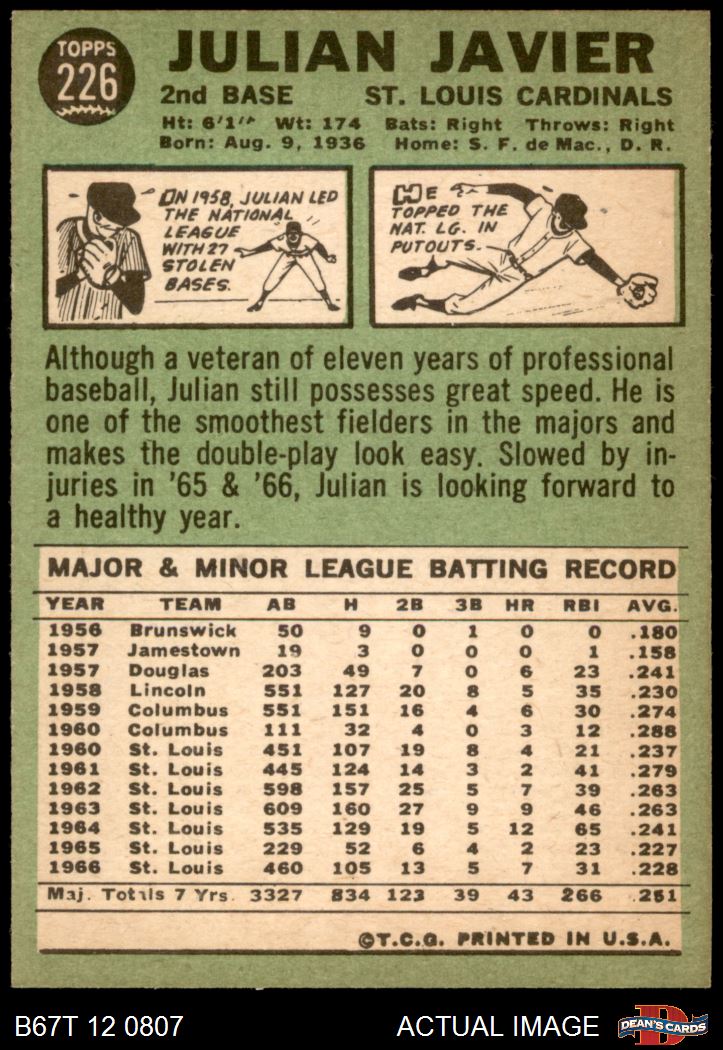 TOPPS
226
JULIAN JAVIER
2nd BASE ST. LOUIS CARDINALS
Ht: 6'1" Wt: 174 Bats: Right Throws: Right
Born: Aug. 9, 1936 Home: S. F. de Mac., D. R.
ON 1958, JULIAN LED
THE NATIONAL
LEAGUE
WITH 27
STOLEN
BASES.
HE
TOPPED THE
NAT. LG. IN
PUTOUTS.
Although a veteran of eleven years of professional
baseball, Julian still possesses great speed. He is
one of the smoothest fielders in the majors and
makes the double-play look easy. Slowed by in-
juries in '65 & '66, Julian is looking forward to
a healthy year.
MAJOR & MINOR LEAGUE BATTING RECORD
YEAR TEAM AB H 2B 3B HR RBI AVG.
1956 Brunswick 50 9 0 1 0 0 .180
1957 Jamestown 19 3 0 0 0 1 .158
1957 Douglas 203 49 7 0 6 23 .241
1958 Lincoln 551 127 20 8 5 35 .230
1959 Columbus 551 151 16 4 6 30 .274
1960 Columbus 111 32 4 0 3 12 .288
1960 St. Louis 451 107 19 8 4 21 .237
1961 St. Louis 445 124 14 3 2 41 .279
1962 St. Louis 598 157 25 5 7 39 .263
1963 St. Louis 609 160 27 9 9 46 .263
1964 St. Louis 535 129 19 5 12 65 .241
1965 St. Louis 229 52 6 4 2 23 .227
1966 St. Louis 460 105 13 5 7 31 .228
Maj. Totals 7 Yrs. 3327 834 123 39 43 266 .251
©T.C.G. PRINTED IN U.S.A.
B67T 12 0807 ACTUAL IMAGE
D
DEAN'S CARDS